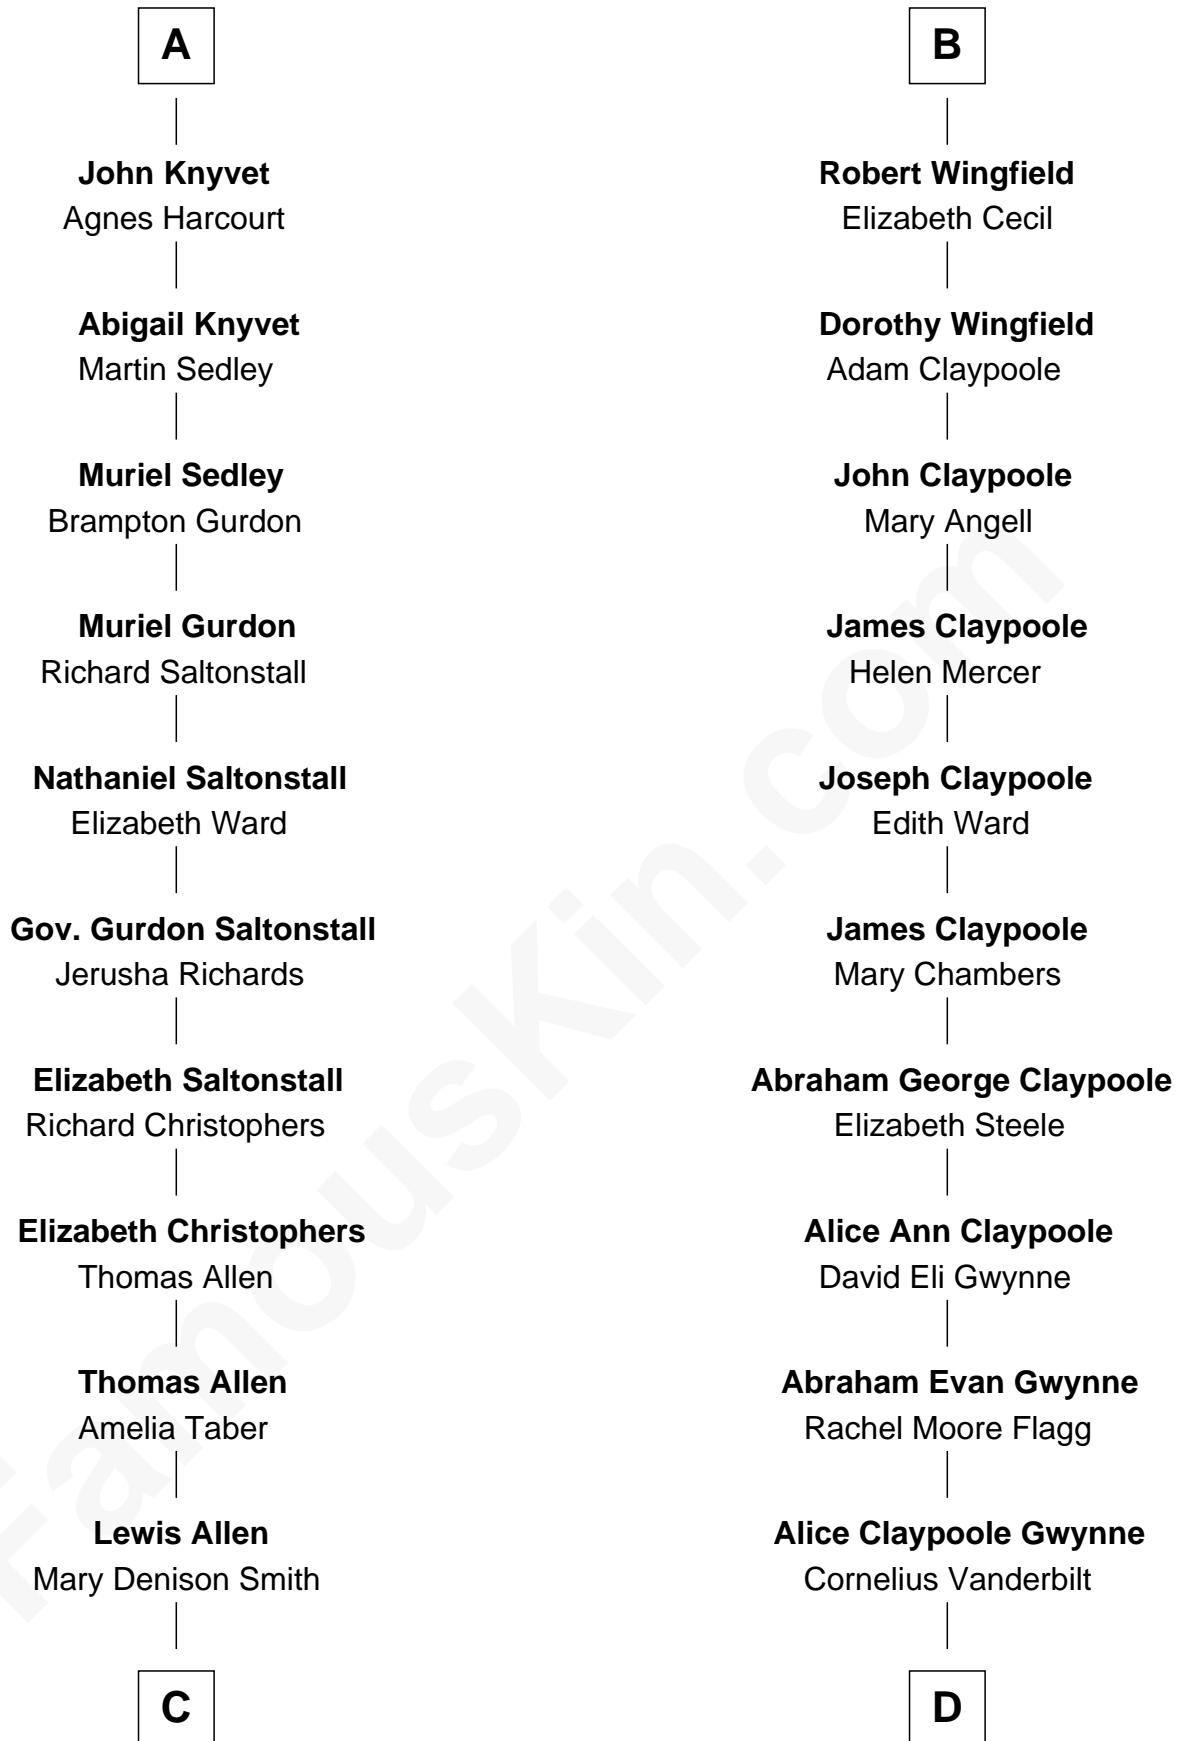 A
John Knyvet
Agnes Harcourt
Abigail Knyvet
Martin Sedley
Muriel Sedley
Brampton Gurdon
Muriel Gurdon
Richard Saltonstall
Nathaniel Saltonstall
Elizabeth Ward
Gov. Gurdon Saltonstall
Jerusha Richards
Elizabeth Saltonstall
Richard Christophers
Elizabeth Christophers
Thomas Allen
Thomas Allen
Amelia Taber
Lewis Allen
Mary Denison Smith
C
B
Robert Wingfield
Elizabeth Cecil
Dorothy Wingfield
Adam Claypoole
John Claypoole
Mary Angell
James Claypoole
Helen Mercer
Joseph Claypoole
Edith Ward
James Claypoole
Mary Chambers
Abraham George Claypoole
Elizabeth Steele
Alice Ann Claypoole
David Eli Gwynne
Abraham Evan Gwynne
Rachel Moore Flagg
Alice Claypoole Gwynne
Cornelius Vanderbilt
D
FamousKin.com